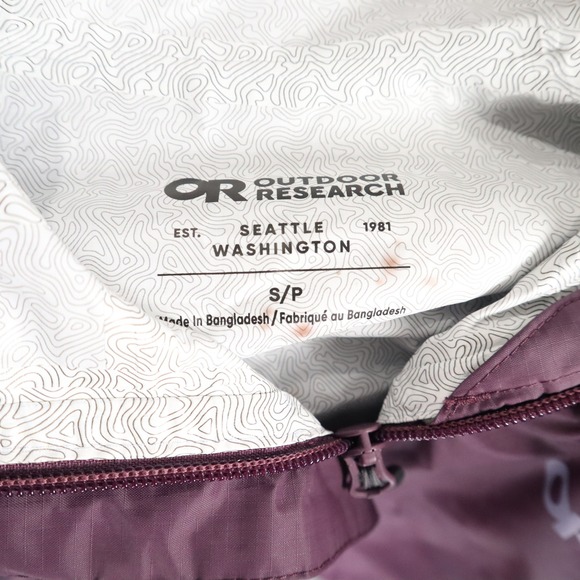 OR OUTDOOR
RESEARCH
EST. SEATTLE 1981
WASHINGTON
S/P
Made In Bangladesh / Fabriqué au Bangladesh